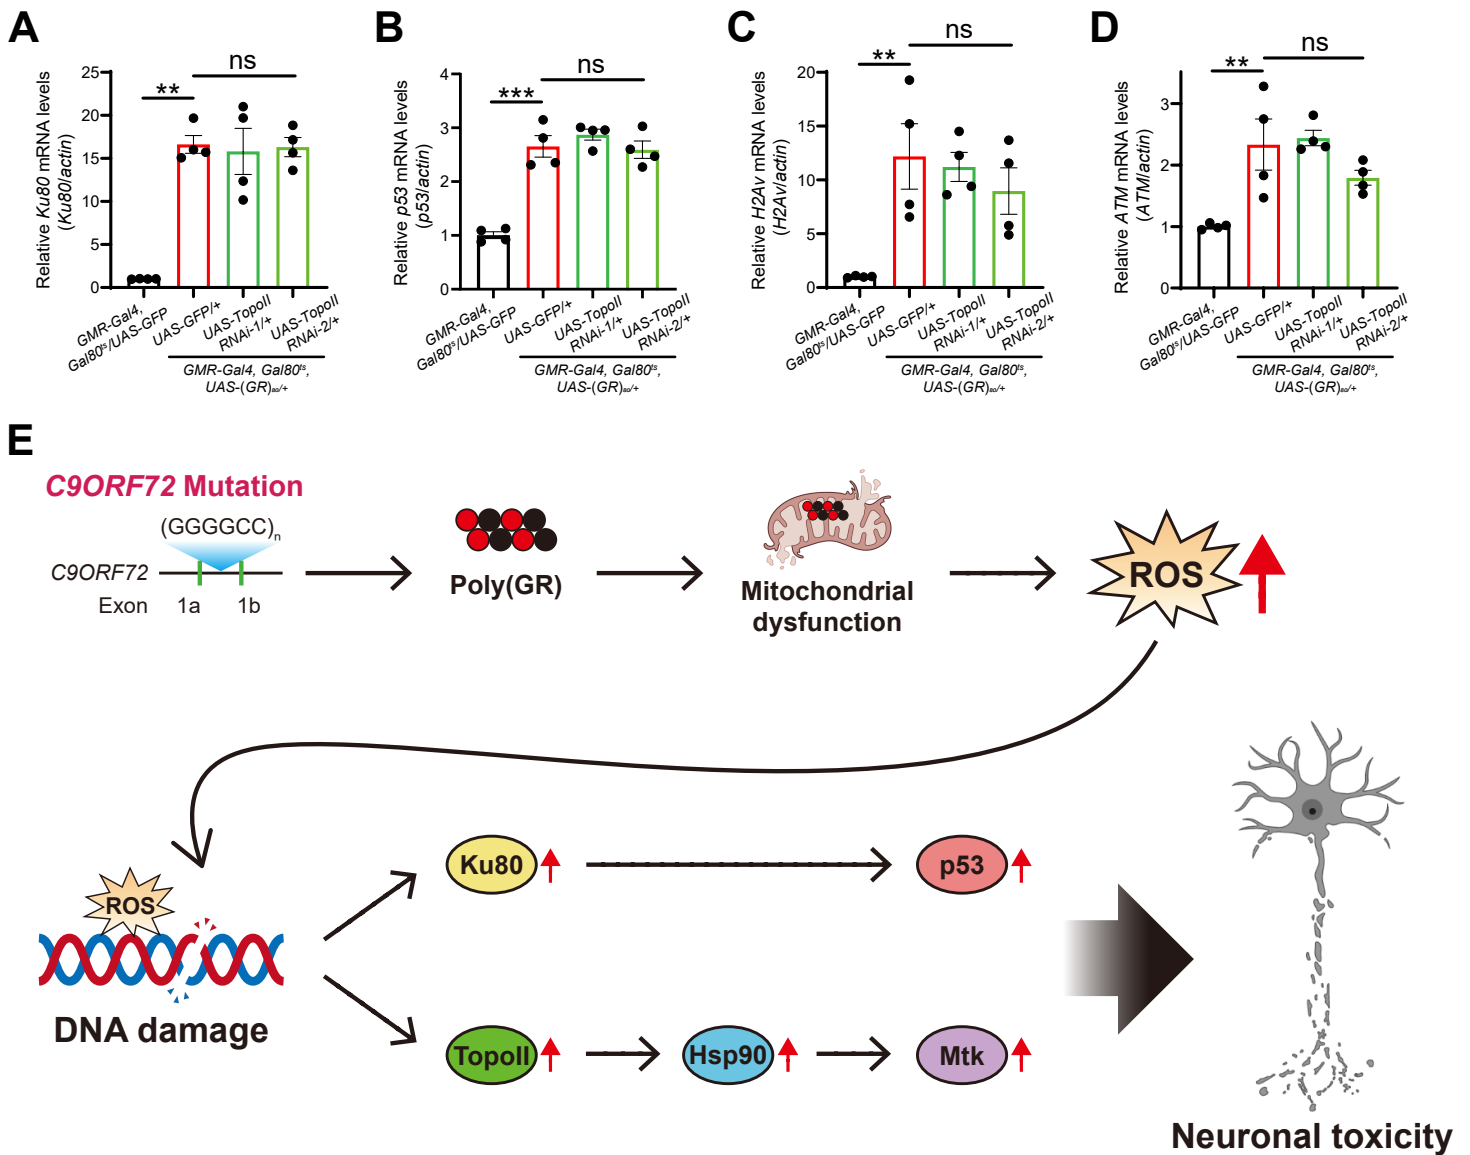 A
Relative Ku80 mRNA levels
(Ku80/actin)
25
20
15
10
5
0
**
ns
GMR-Gal4,
Gal80ts/UAS-GFP
UAS-GFP/+
UAS-TopoII
RNAi-1/+
UAS-TopoII
RNAi-2/+
GMR-Gal4, Gal80ts,
UAS-(GR)80/+
B
Relative p53 mRNA levels
(p53/actin)
4
3
2
1
0
***
ns
GMR-Gal4,
Gal80ts/UAS-GFP
UAS-GFP/+
UAS-TopoII
RNAi-1/+
UAS-TopoII
RNAi-2/+
GMR-Gal4, Gal80ts,
UAS-(GR)80/+
C
Relative H2Av mRNA levels
(H2Av/actin)
20
15
10
5
0
**
ns
GMR-Gal4,
Gal80ts/UAS-GFP
UAS-GFP/+
UAS-TopoII
RNAi-1/+
UAS-TopoII
RNAi-2/+
GMR-Gal4, Gal80ts,
UAS-(GR)80/+
D
Relative ATM mRNA levels
(ATM/actin)
3
2
1
0
**
ns
GMR-Gal4,
Gal80ts/UAS-GFP
UAS-GFP/+
UAS-TopoII
RNAi-1/+
UAS-TopoII
RNAi-2/+
GMR-Gal4, Gal80ts,
UAS-(GR)80/+
E
C9ORF72 Mutation
(GGGGCC)n
C9ORF72
Exon 1a 1b
Poly(GR)
Mitochondrial
dysfunction
ROS
ROS
DNA damage
Ku80
p53
TopoII
Hsp90
Mtk
Neuronal toxicity